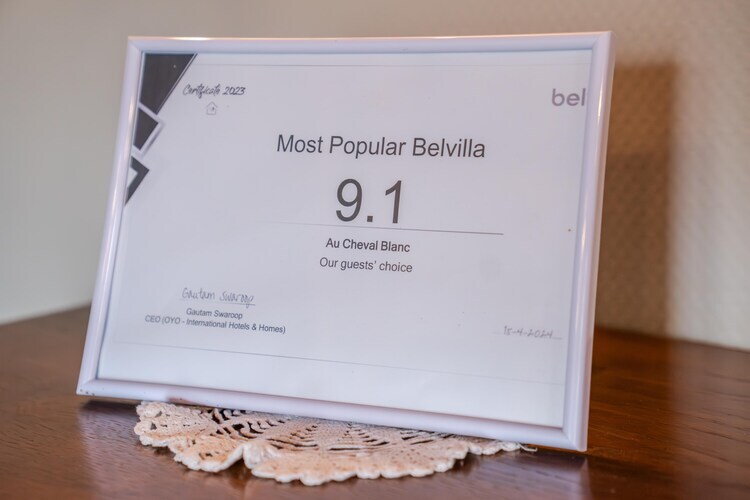 Certificate 2023
bel
Most Popular Belvilla
9.1
Au Cheval Blanc
Our guests' choice
Gautam Swaroop
Gautam Swaroop
CEO (OYO - International Hotels & Homes)
15-4-2024